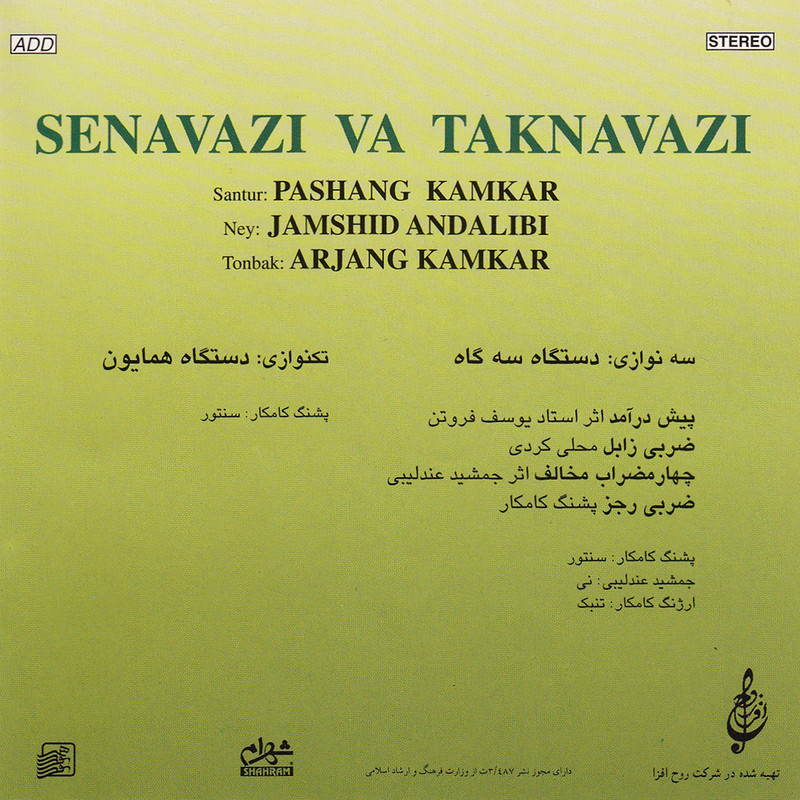 ADD
STEREO
SENAVAZI VA TAKNAVAZI
Santur: PASHANG KAMKAR
Ney: JAMSHID ANDALIBI
Tonbak: ARJANG KAMKAR
سه نوازی: دستگاه سه گاه
پیش درآمد اثر استاد یوسف فروتن
ضربی زابل محلی کردی
چهارمضراب مخالف اثر جمشید عندلیبی
ضربی رجز پشنگ کامکار
پشنگ کامکار: سنتور
جمشید عندلیبی: نی
ارژنگ کامکار: تنبک
تکنوازی: دستگاه همایون
پشنگ کامکار: سنتور
شهرام
SHAHRAM
دارای مجوز نشر ۳/۴۸۷ت از وزارت فرهنگ و ارشاد اسلامی
تهیه شده در شرکت روح افزا